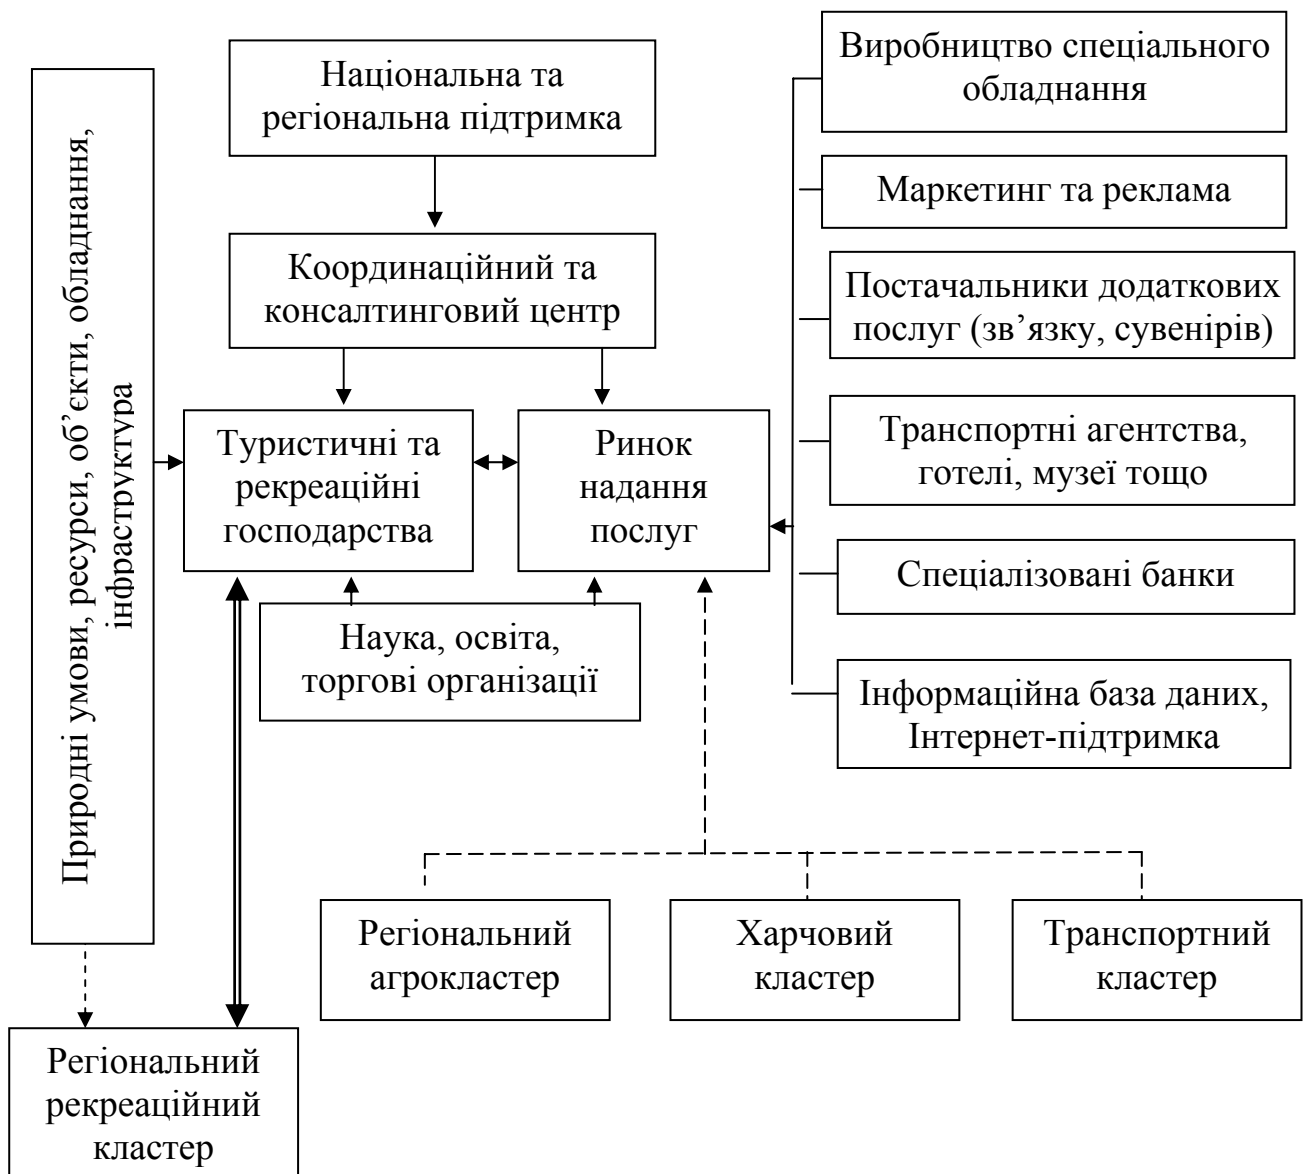 Природні умови, ресурси, об’єкти, обладнання,
інфраструктура
Національна та
регіональна підтримка
Координаційний та
консалтинговий центр
Туристичні та
рекреаційні
господарства
Ринок
надання
послуг
Наука, освіта,
торгові організації
Виробництво спеціального
обладнання
Маркетинг та реклама
Постачальники додаткових
послуг (зв’язку, сувенірів)
Транспортні агентства,
готелі, музеї тощо
Спеціалізовані банки
Інформаційна база даних,
Інтернет-підтримка
Регіональний
агрокластер
Харчовий
кластер
Транспортний
кластер
Регіональний
рекреаційний
кластер